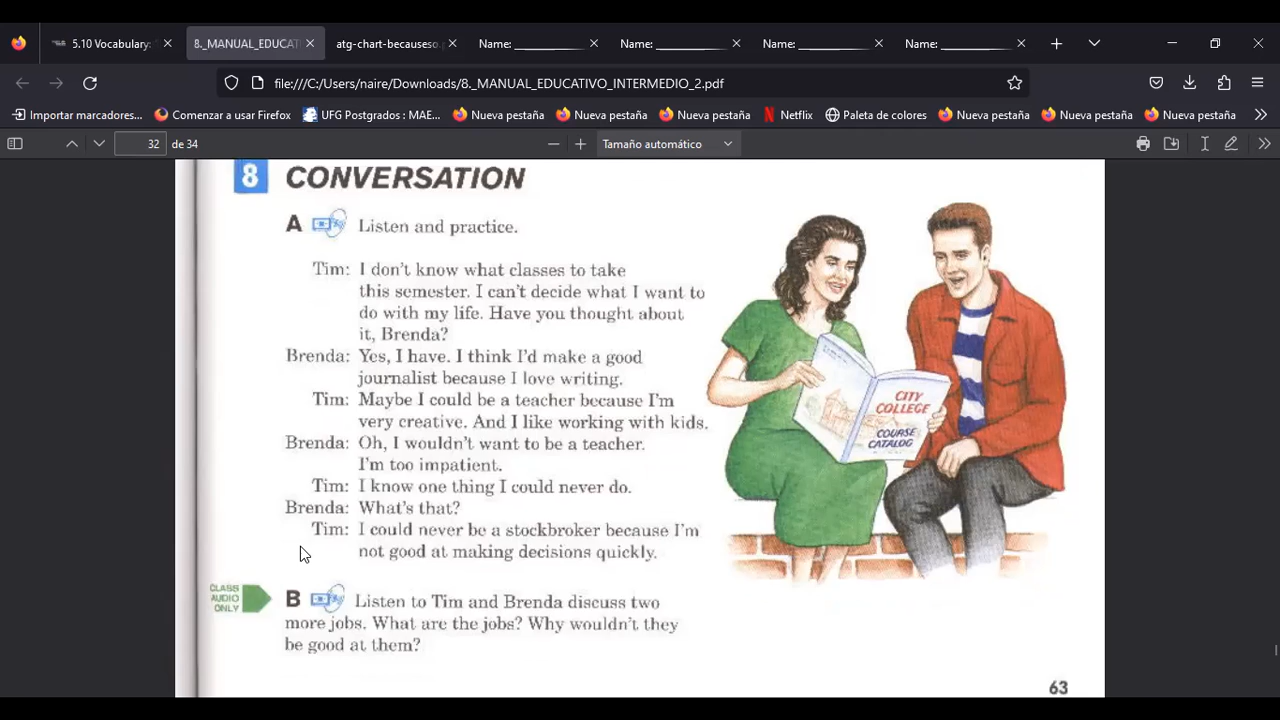 5.10 Vocabulary:
8._MANUAL_EDUCAT
atg-chart-becauseso.
Name: ________
Name: ________
Name: ________
Name: ________
file:///C:/Users/naire/Downloads/8._MANUAL_EDUCATIVO_INTERMEDIO_2.pdf
Importar marcadores...
Comenzar a usar Firefox
UFG Postgrados : MAE...
Nueva pestaña
Nueva pestaña
Nueva pestaña
Netflix
Paleta de colores
Nueva pestaña
Nueva pestaña
Nueva pestaña
32 de 34
Tamaño automático
8 CONVERSATION
A Listen and practice.
Tim: I don't know what classes to take
this semester. I can't decide what I want to
do with my life. Have you thought about
it, Brenda?
Brenda: Yes, I have. I think I'd make a good
journalist because I love writing.
Tim: Maybe I could be a teacher because I'm
very creative. And I like working with kids.
Brenda: Oh, I wouldn't want to be a teacher.
I'm too impatient.
Tim: I know one thing I could never do.
Brenda: What's that?
Tim: I could never be a stockbroker because I'm
not good at making decisions quickly.
CITY
COLLEGE
COURSE
CATALOG
CLASS
AUDIO
ONLY
B Listen to Tim and Brenda discuss two
more jobs. What are the jobs? Why wouldn't they
be good at them?
63